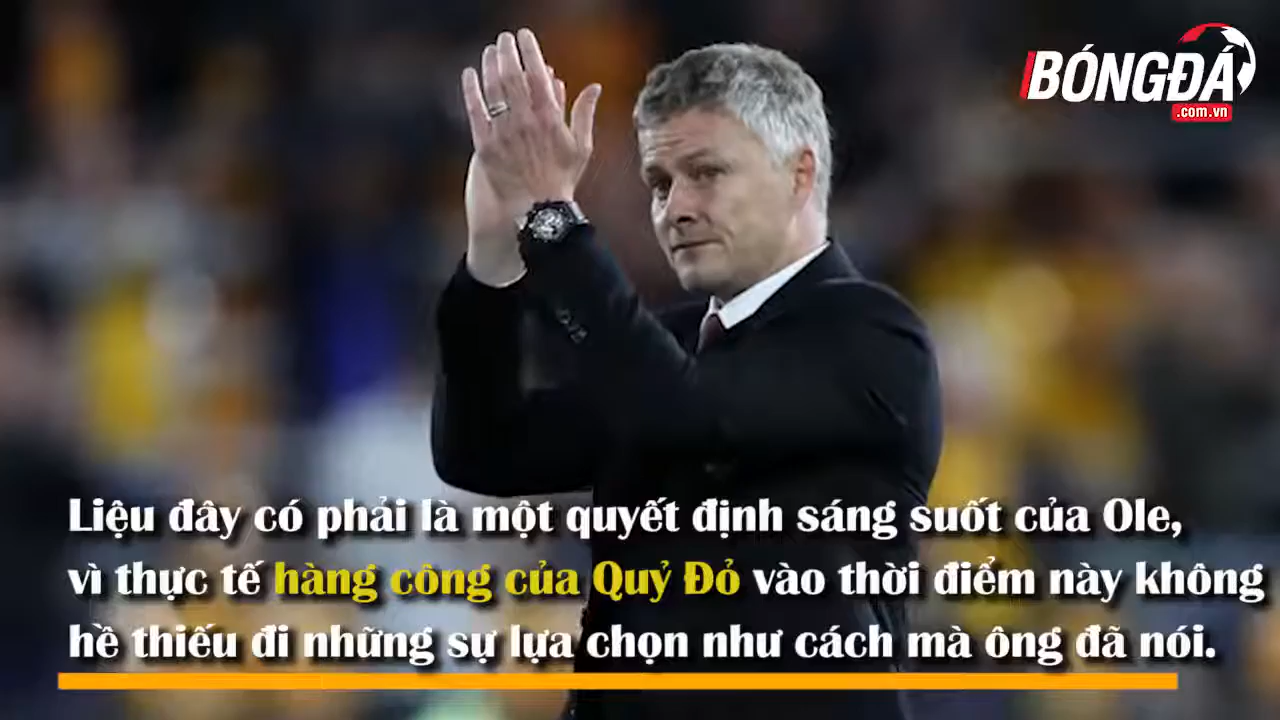 BÓNGĐÁ
.com.vn
Liệu đây có phải là một quyết định sáng suốt của Ole,
vì thực tế hàng công của Quỷ Đỏ vào thời điểm này không
hề thiếu đi những sự lựa chọn như cách mà ông đã nói.